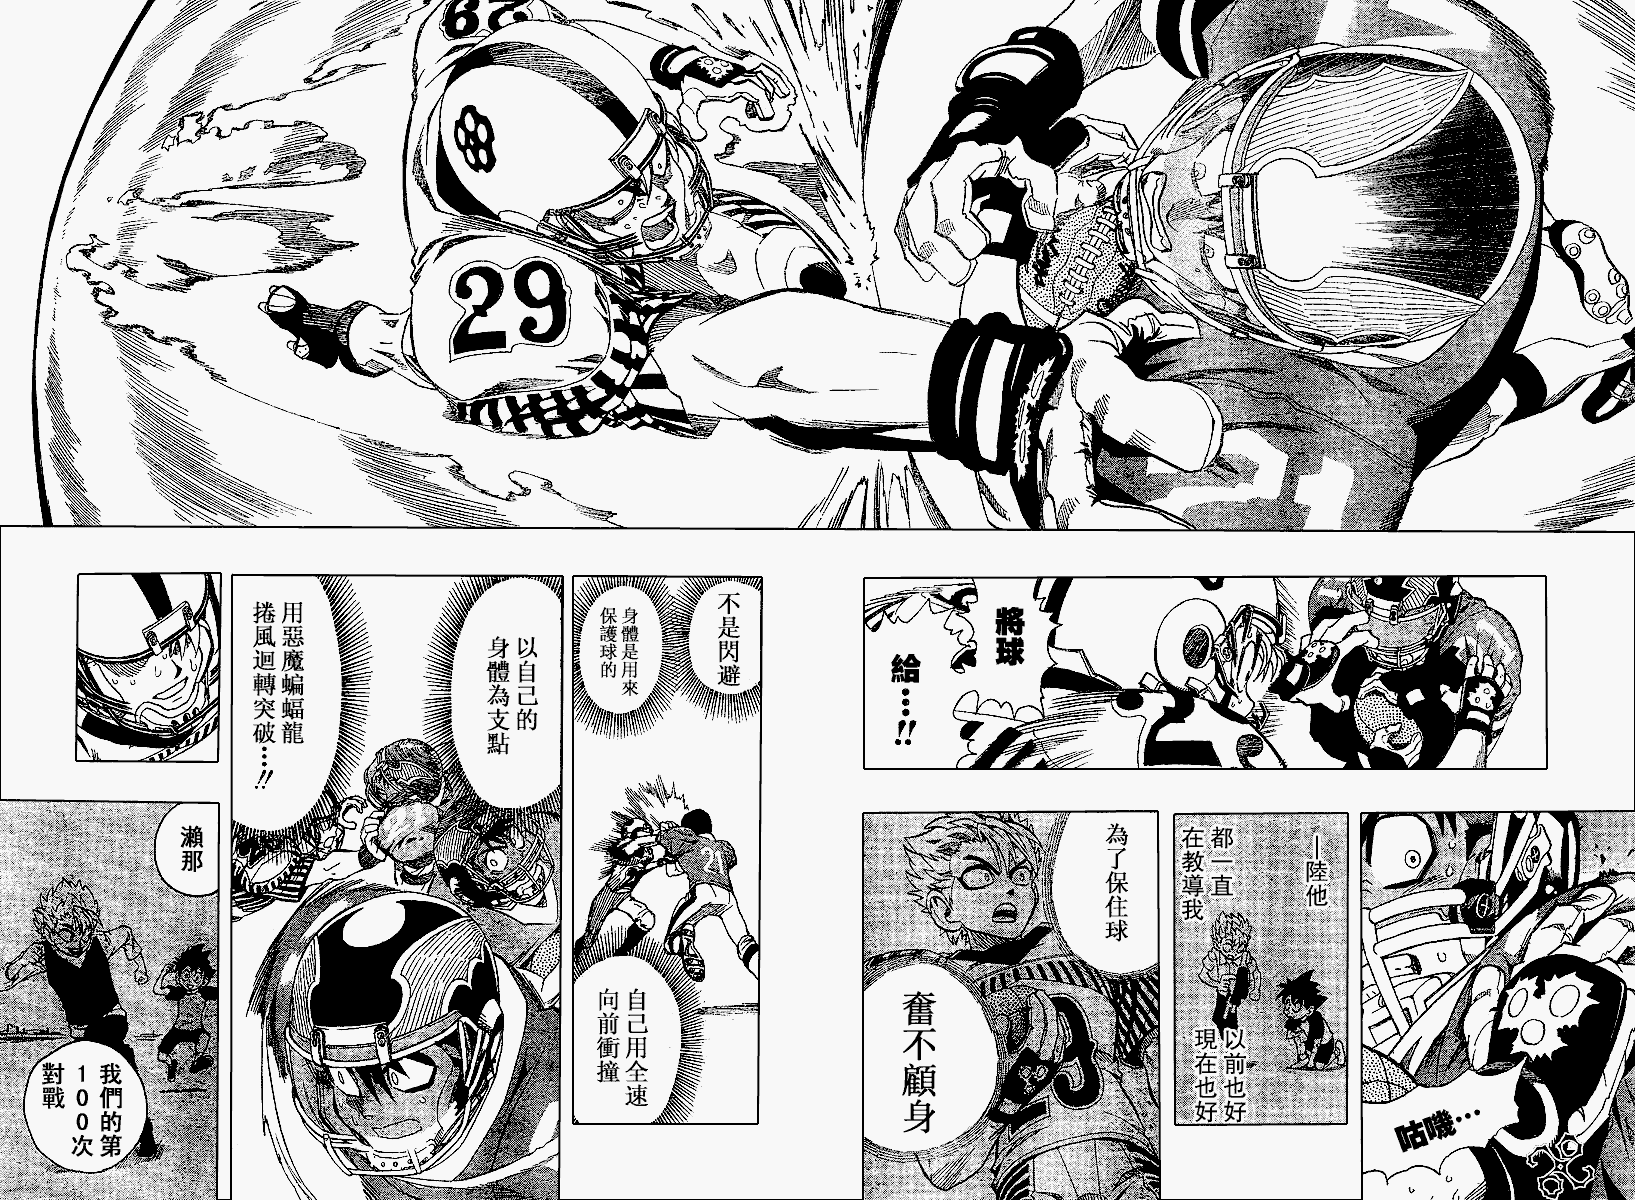 29
29
21
將球
給…!!
咕嘰…
—陸他
都一直
在教導我
以前也好
現在也好
為了保住球
奮不顧身
不是閃避
身體是用來
保護球的
21
自己用全速
向前衝撞
以自己的
身體為支點
用惡魔蝙蝠龍
捲風迴轉突破…!!
瀨那
我們的第
100次
對戰